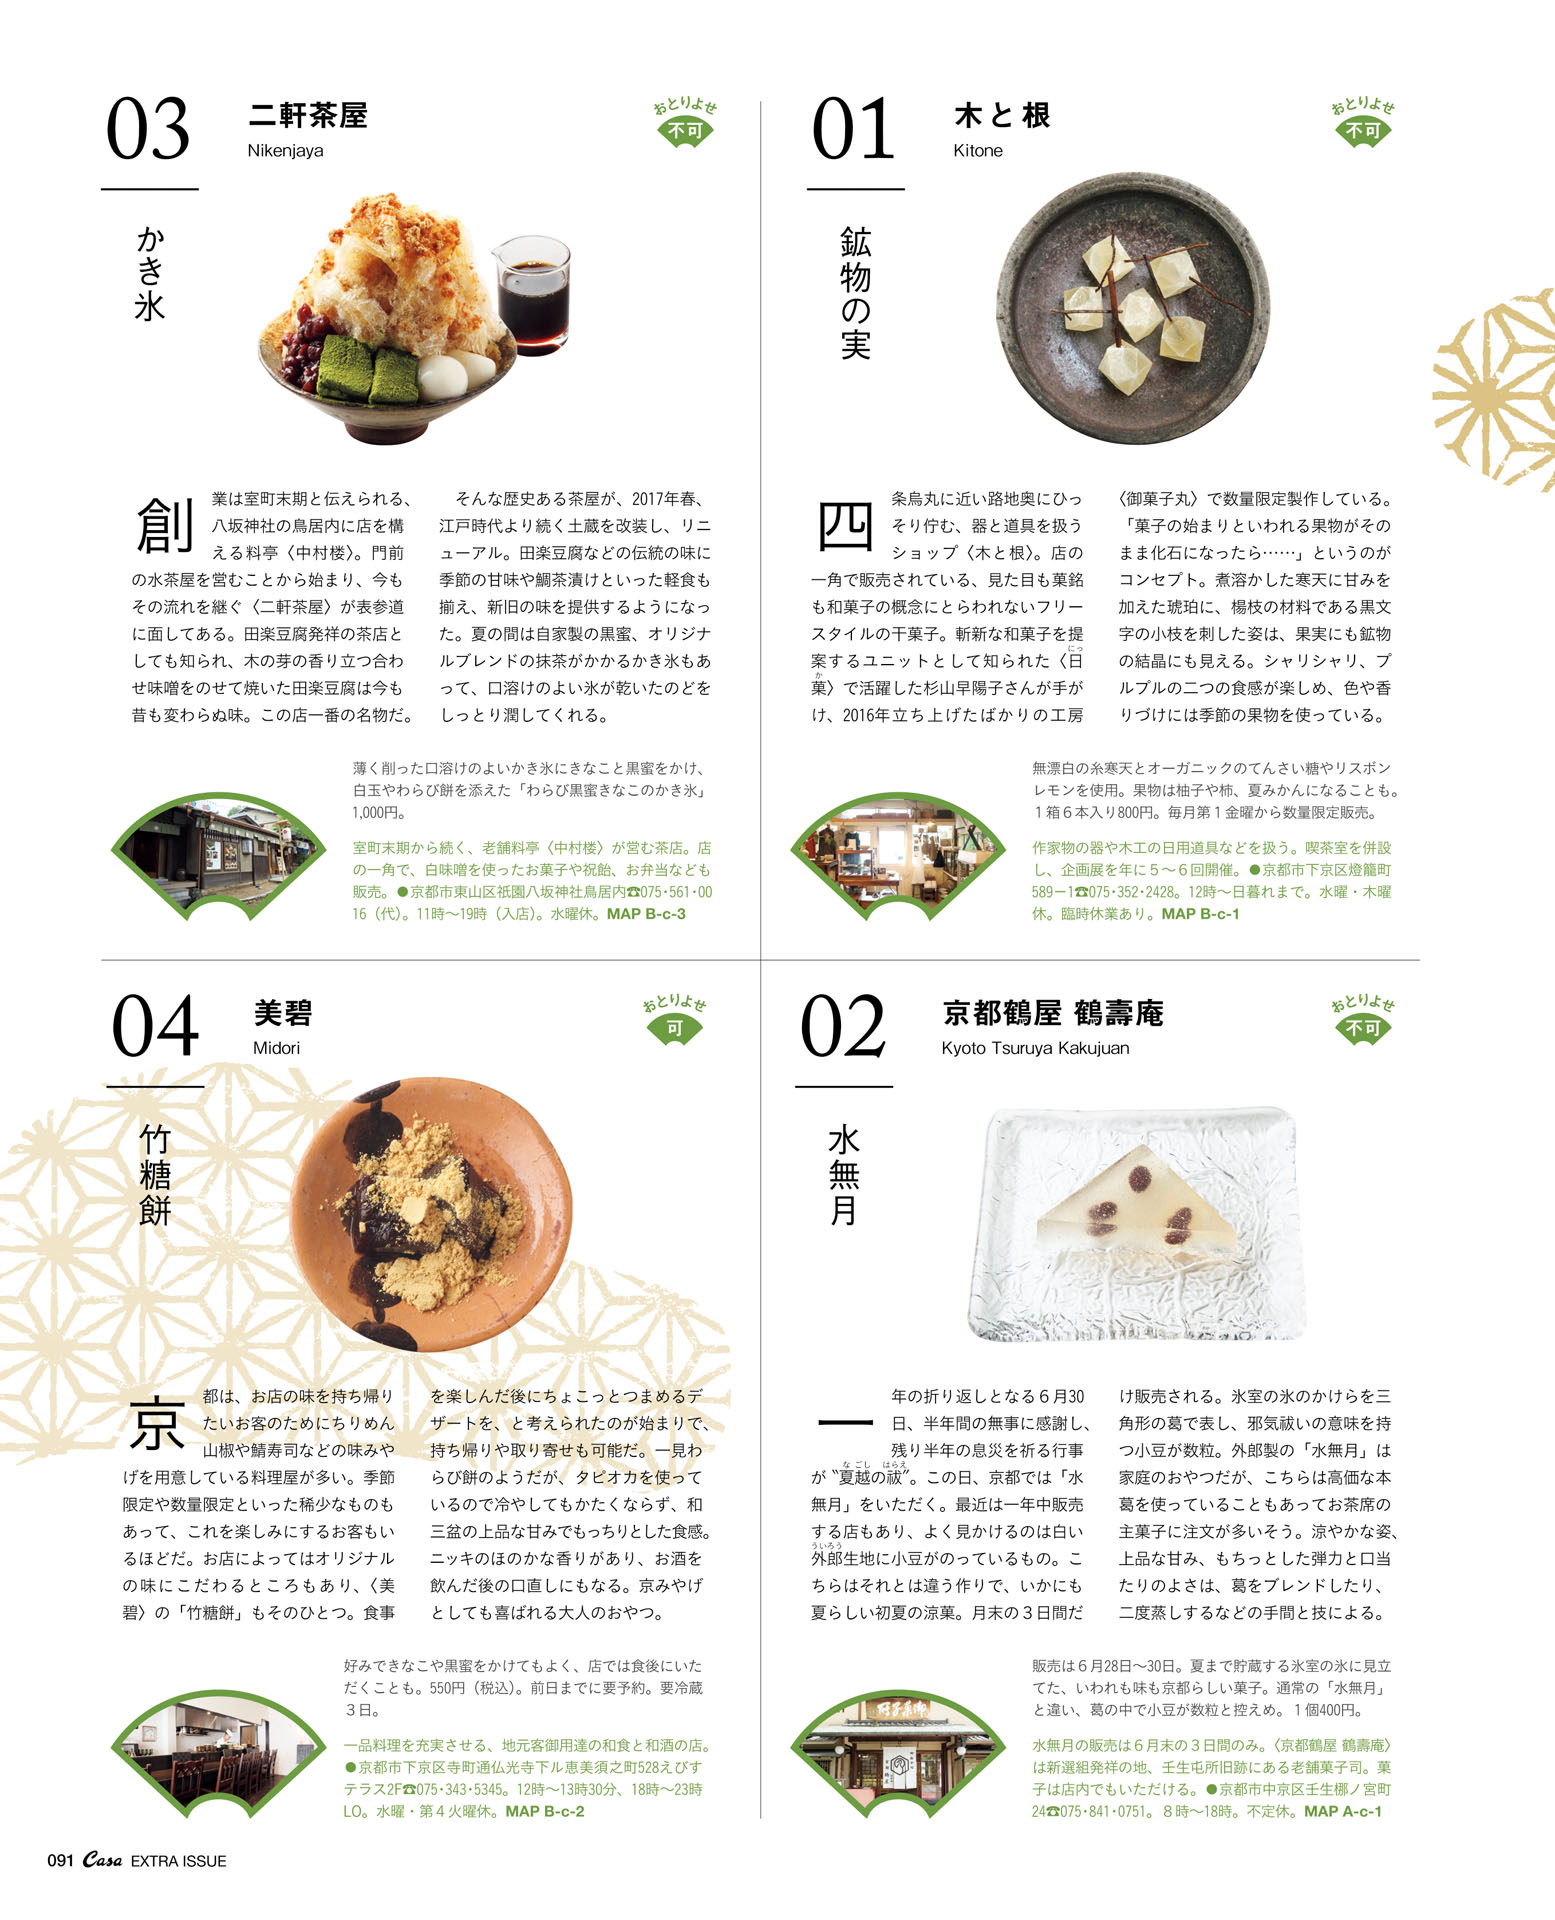 01
木と根
Kitone
おとりよせ
不可
鉱物の実
四条烏丸に近い路地奥にひっ
そり佇む、器と道具を扱う
ショップ〈木と根〉。店の
一角で販売されている、見た目も菓銘
も和菓子の概念にとらわれないフリー
スタイルの干菓子。斬新な和菓子を提
案するユニットとして知られた〈日
にっ
菓〉で活躍した杉山早陽子さんが手が
か
け、2016年立ち上げたばかりの工房
〈御菓子丸〉で数量限定製作している。
「菓子の始まりといわれる果物がその
まま化石になったら……」というのが
コンセプト。煮溶かした寒天に甘みを
加えた琥珀に、楊枝の材料である黒文
字の小枝を刺した姿は、果実にも鉱物
の結晶にも見える。シャリシャリ、プ
ルプルの二つの食感が楽しめ、色や香
りづけには季節の果物を使っている。
無漂白の糸寒天とオーガニックのてんさい糖やリスボン
レモンを使用。果物は柚子や柿、夏みかんになることも。
1箱6本入り800円。毎月第1金曜から数量限定販売。
作家物の器や木工の日用道具などを扱う。喫茶室を併設
し、企画展を年に5〜6回開催。●京都市下京区燈籠町
589ー1☎075・352・2428。12時〜日暮れまで。水曜・木曜
休。臨時休業あり。MAP B-c-1
02
京都鶴屋 鶴壽庵
Kyoto Tsuruya Kakujuan
おとりよせ
不可
水無月
一年の折り返しとなる6月30
日、半年間の無事に感謝し、
残り半年の息災を祈る行事
なごし はらえ
が〝夏越の祓〟。この日、京都では「水
無月」をいただく。最近は一年中販売
する店もあり、よく見かけるのは白い
ういろう
外郎生地に小豆がのっているもの。こ
ちらはそれとは違う作りで、いかにも
夏らしい初夏の涼菓。月末の3日間だ
け販売される。氷室の氷のかけらを三
角形の葛で表し、邪気祓いの意味を持
つ小豆が数粒。外郎製の「水無月」は
家庭のおやつだが、こちらは高価な本
葛を使っていることもあってお茶席の
主菓子に注文が多いそう。涼やかな姿、
上品な甘み、もちっとした弾力と口当
たりのよさは、葛をブレンドしたり、
二度蒸しするなどの手間と技による。
販売は6月28日〜30日。夏まで貯蔵する氷室の氷に見立
てた、いわれも味も京都らしい菓子。通常の「水無月」
と違い、葛の中で小豆が数粒と控えめ。1個400円。
水無月の販売は6月末の3日間のみ。〈京都鶴屋 鶴壽庵〉
は新選組発祥の地、壬生屯所旧跡にある老舗菓子司。菓
子は店内でもいただける。●京都市中京区壬生梛ノ宮町
24☎075・841・0751。8時〜18時。不定休。MAP A-c-1
03
二軒茶屋
Nikenjaya
おとりよせ
不可
かき氷
創業は室町末期と伝えられる、
八坂神社の鳥居内に店を構
える料亭〈中村楼〉。門前
の水茶屋を営むことから始まり、今も
その流れを継ぐ〈二軒茶屋〉が表参道
に面してある。田楽豆腐発祥の茶店と
しても知られ、木の芽の香り立つ合わ
せ味噌をのせて焼いた田楽豆腐は今も
昔も変わらぬ味。この店一番の名物だ。
そんな歴史ある茶屋が、2017年春、
江戸時代より続く土蔵を改装し、リニ
ューアル。田楽豆腐などの伝統の味に
季節の甘味や鯛茶漬けといった軽食も
揃え、新旧の味を提供するようになっ
た。夏の間は自家製の黒蜜、オリジナ
ルブレンドの抹茶がかかるかき氷もあ
って、口溶けのよい氷が乾いたのどを
しっとり潤してくれる。
薄く削った口溶けのよいかき氷にきなこと黒蜜をかけ、
白玉やわらび餅を添えた「わらび黒蜜きなこのかき氷」
1,000円。
室町末期から続く、老舗料亭〈中村楼〉が営む茶店。店
の一角で、白味噌を使ったお菓子や祝飴、お弁当なども
販売。●京都市東山区祇園八坂神社鳥居内☎075・561・00
16（代）。11時〜19時（入店）。水曜休。MAP B-c-3
04
美碧
Midori
おとりよせ
可
竹糖餅
京都は、お店の味を持ち帰り
たいお客のためにちりめん
山椒や鯖寿司などの味みや
げを用意している料理屋が多い。季節
限定や数量限定といった稀少なものも
あって、これを楽しみにするお客もい
るほどだ。お店によってはオリジナル
の味にこだわるところもあり、〈美
碧〉の「竹糖餅」もそのひとつ。食事
を楽しんだ後にちょこっとつまめるデ
ザートを、と考えられたのが始まりで、
持ち帰りや取り寄せも可能だ。一見わ
らび餅のようだが、タピオカを使って
いるので冷やしてもかたくならず、和
三盆の上品な甘みでもっちりとした食感。
ニッキのほのかな香りがあり、お酒を
飲んだ後の口直しにもなる。京みやげ
としても喜ばれる大人のおやつ。
好みできなこや黒蜜をかけてもよく、店では食後にいた
だくことも。550円（税込）。前日までに要予約。要冷蔵
3日。
一品料理を充実させる、地元客御用達の和食と和酒の店。
●京都市下京区寺町通仏光寺下ル恵美須之町528えびす
テラス2F☎075・343・5345。12時〜13時30分、18時〜23時
LO。水曜・第4火曜休。MAP B-c-2
091 Casa EXTRA ISSUE